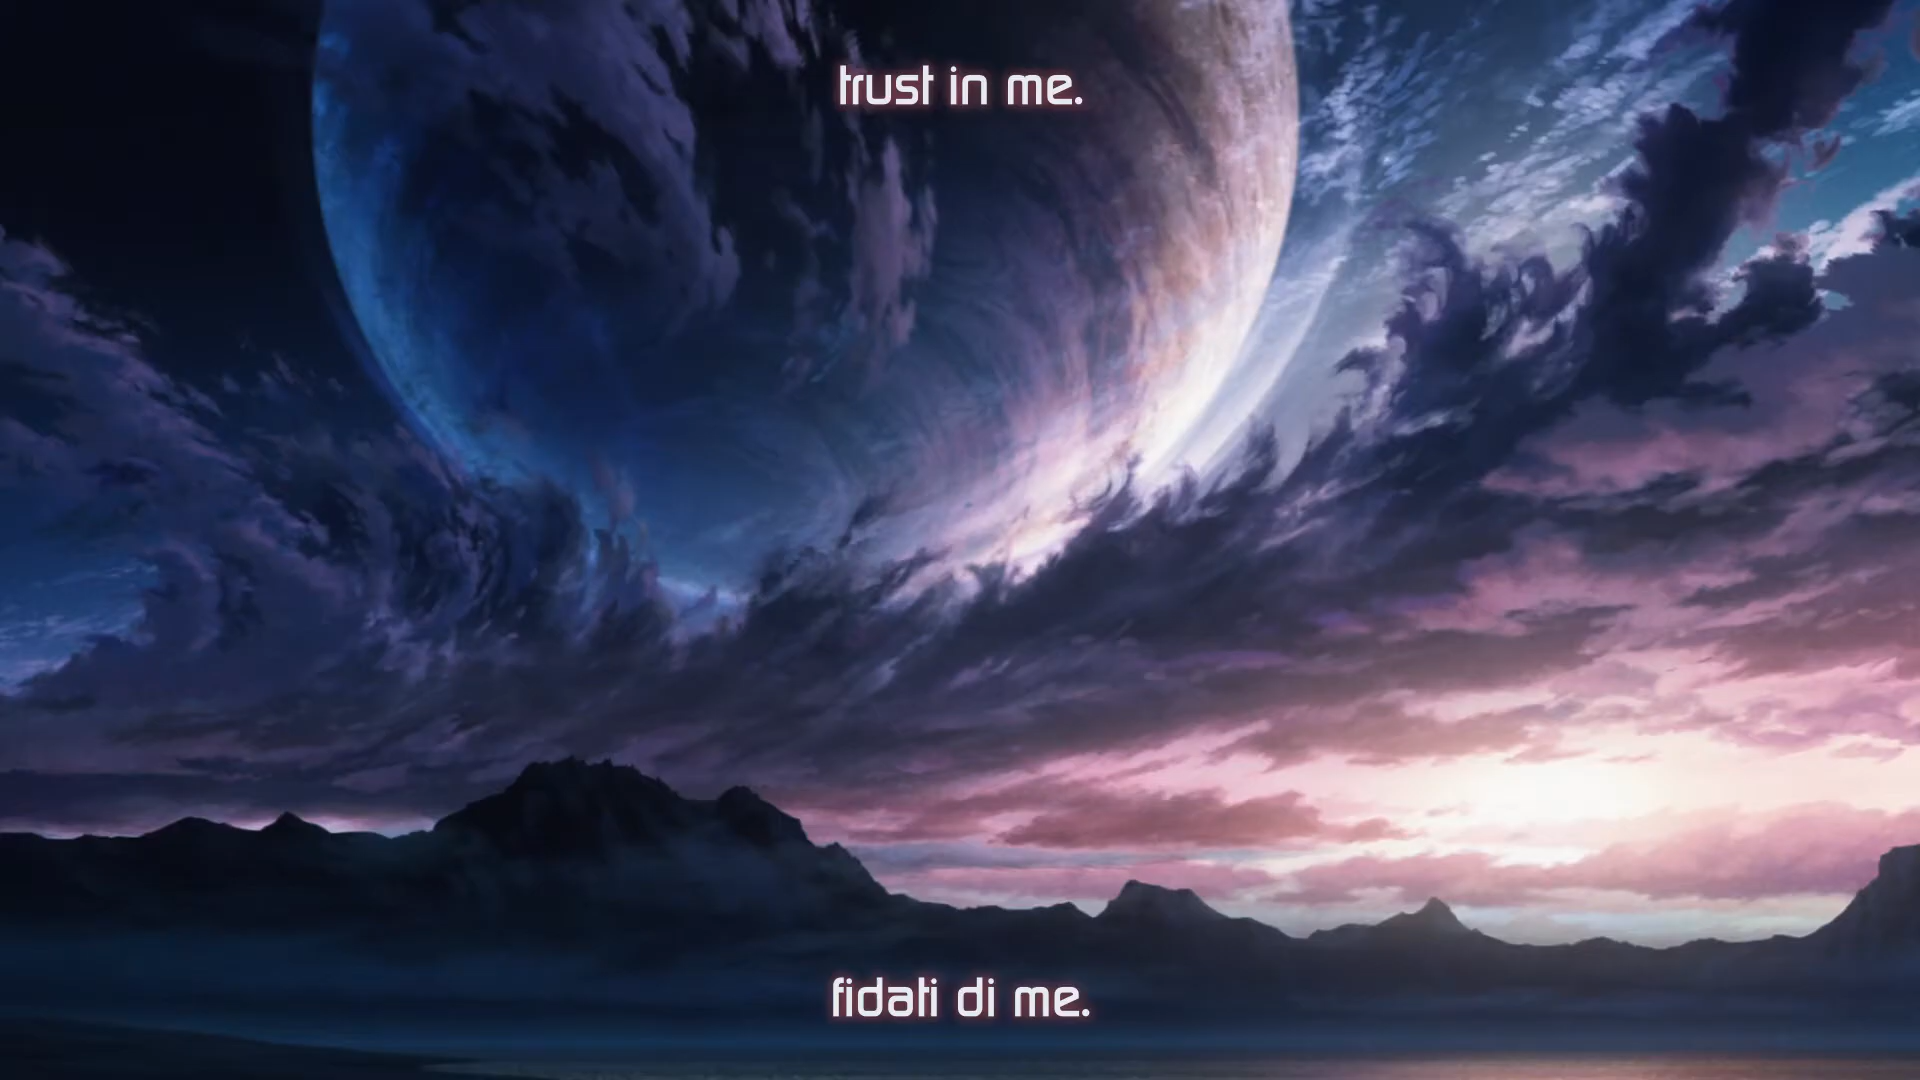 trust in me.
fidati di me.